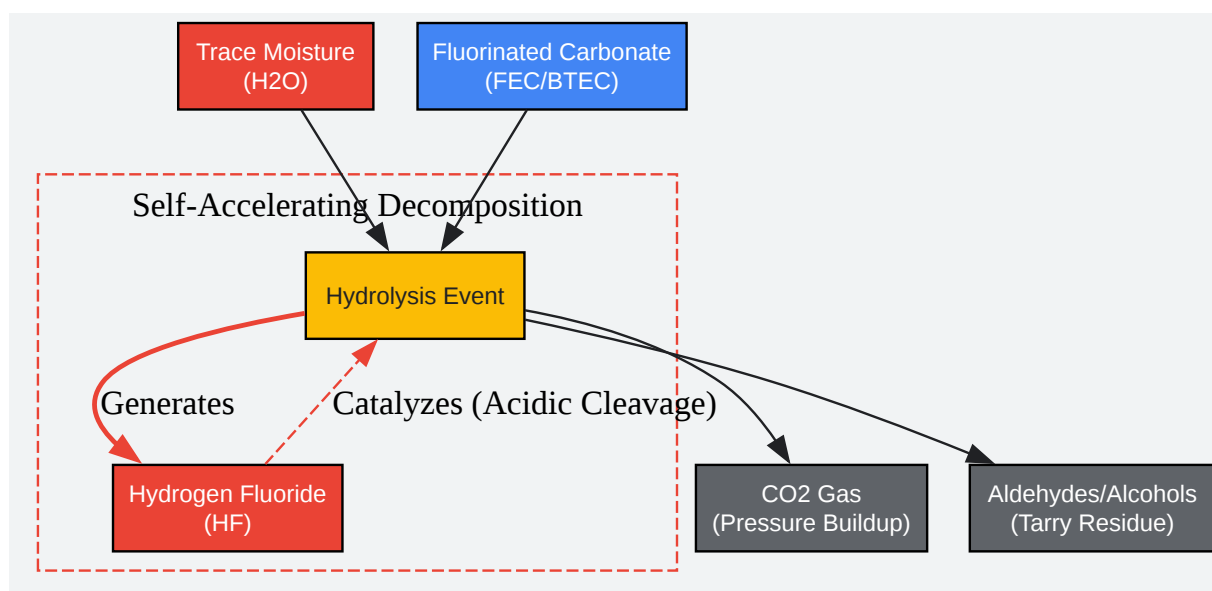 Trace Moisture
(H2O)
Fluorinated Carbonate
(FEC/BTEC)
Self-Accelerating Decomposition
Hydrolysis Event
Generates
Catalyzes (Acidic Cleavage)
Hydrogen Fluoride
(HF)
CO2 Gas
(Pressure Buildup)
Aldehydes/Alcohols
(Tarry Residue)